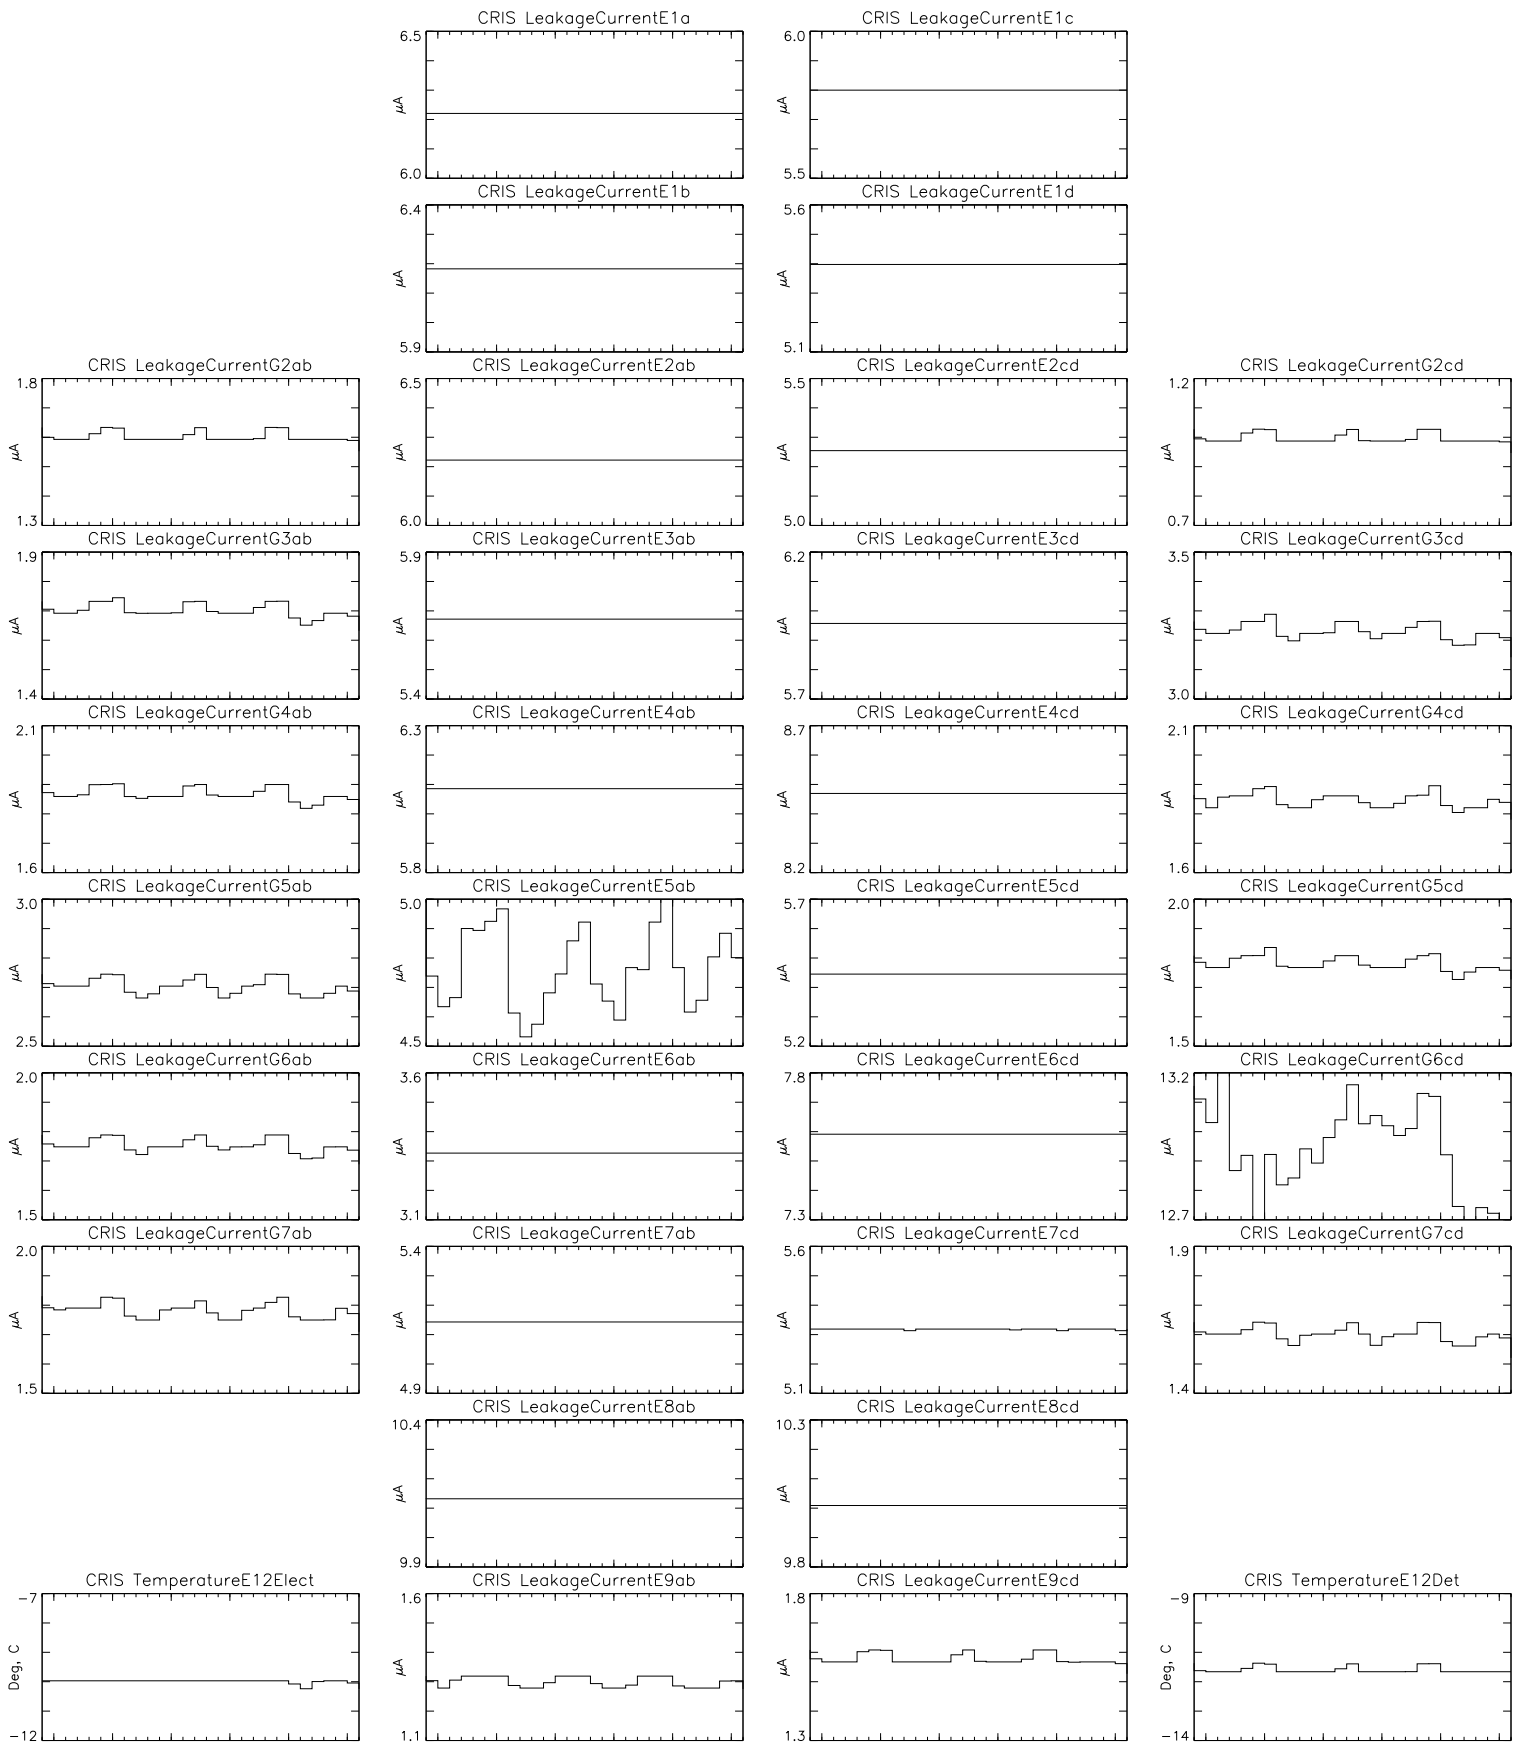 CRIS LeakageCurrentE1a CRIS LeakageCurrentE1c
6.5 6.0
µA µA
6.0 5.5
CRIS LeakageCurrentE1b CRIS LeakageCurrentE1d
6.4 5.6
µA µA
5.9 5.1
CRIS LeakageCurrentG2ab CRIS LeakageCurrentE2ab CRIS LeakageCurrentE2cd CRIS LeakageCurrentG2cd
1.8 6.5 5.5 1.2
µA µA µA µA
1.3 6.0 5.0 0.7
CRIS LeakageCurrentG3ab CRIS LeakageCurrentE3ab CRIS LeakageCurrentE3cd CRIS LeakageCurrentG3cd
1.9 5.9 6.2 3.5
µA µA µA µA
1.4 5.4 5.7 3.0
CRIS LeakageCurrentG4ab CRIS LeakageCurrentE4ab CRIS LeakageCurrentE4cd CRIS LeakageCurrentG4cd
2.1 6.3 8.7 2.1
µA µA µA µA
1.6 5.8 8.2 1.6
CRIS LeakageCurrentG5ab CRIS LeakageCurrentE5ab CRIS LeakageCurrentE5cd CRIS LeakageCurrentG5cd
3.0 5.0 5.7 2.0
µA µA µA µA
2.5 4.5 5.2 1.5
CRIS LeakageCurrentG6ab CRIS LeakageCurrentE6ab CRIS LeakageCurrentE6cd CRIS LeakageCurrentG6cd
2.0 3.6 7.8 13.2
µA µA µA µA
1.5 3.1 7.3 12.7
CRIS LeakageCurrentG7ab CRIS LeakageCurrentE7ab CRIS LeakageCurrentE7cd CRIS LeakageCurrentG7cd
2.0 5.4 5.6 1.9
µA µA µA µA
1.5 4.9 5.1 1.4
CRIS LeakageCurrentE8ab CRIS LeakageCurrentE8cd
10.4 10.3
µA µA
9.9 9.8
CRIS TemperatureE12Elect CRIS LeakageCurrentE9ab CRIS LeakageCurrentE9cd CRIS TemperatureE12Det
-7 1.6 1.8 -9
Deg, C µA µA Deg, C
-12 1.1 1.3 -14